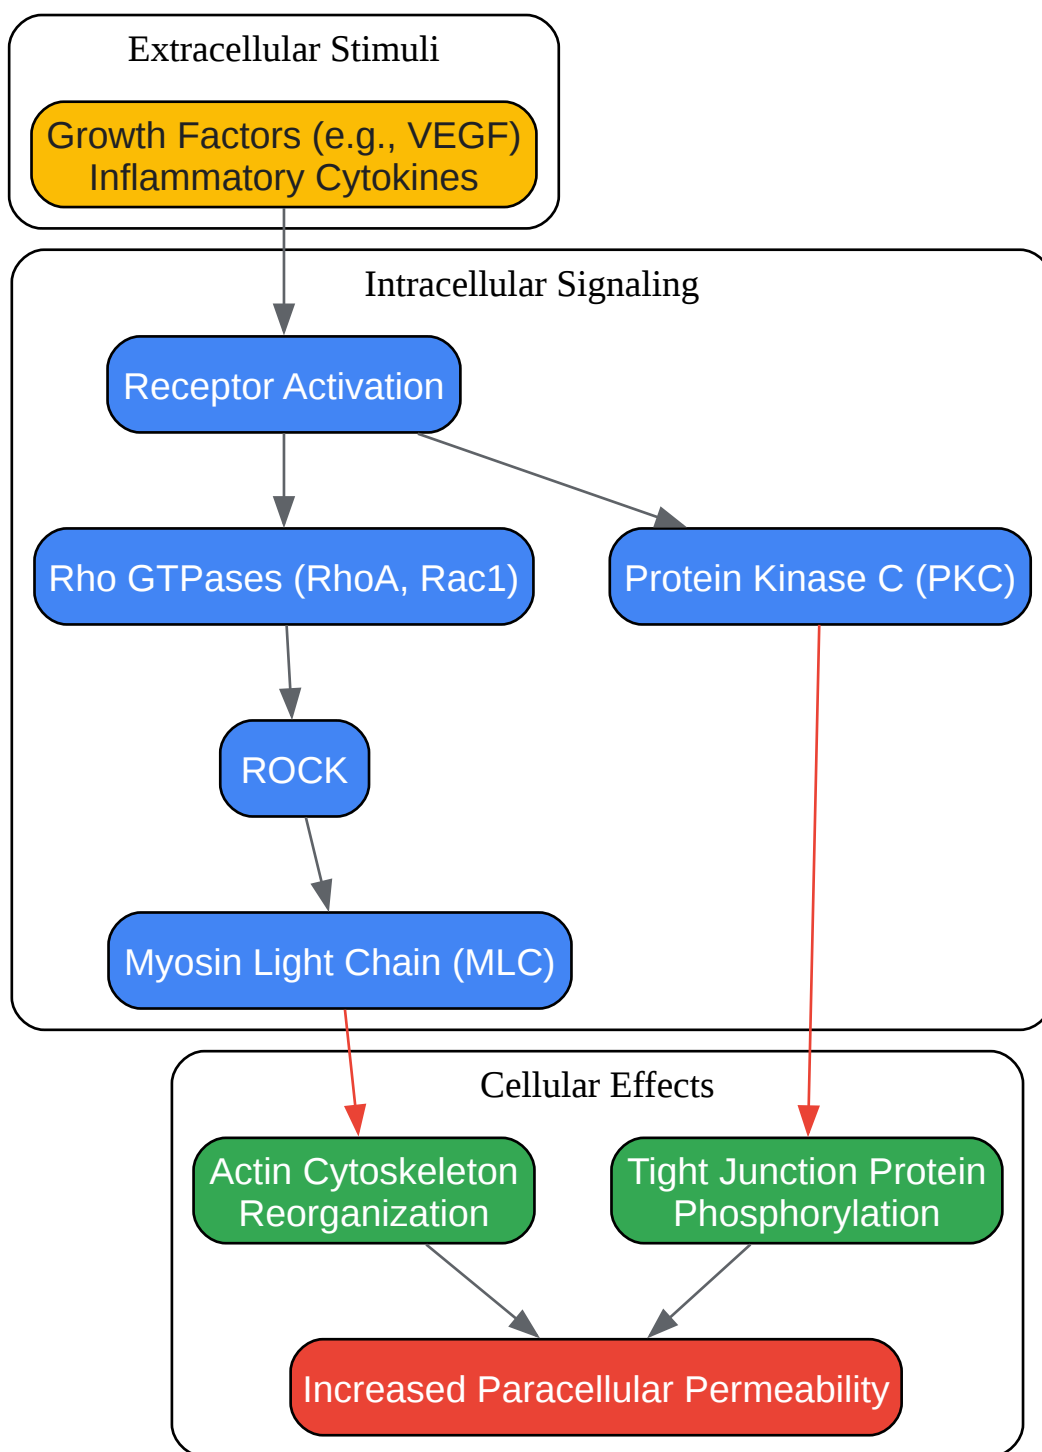 Extracellular Stimuli
Growth Factors (e.g., VEGF)
Inflammatory Cytokines
Intracellular Signaling
Receptor Activation
Rho GTPases (RhoA, Rac1)
Protein Kinase C (PKC)
ROCK
Myosin Light Chain (MLC)
Cellular Effects
Actin Cytoskeleton
Reorganization
Tight Junction Protein
Phosphorylation
Increased Paracellular Permeability